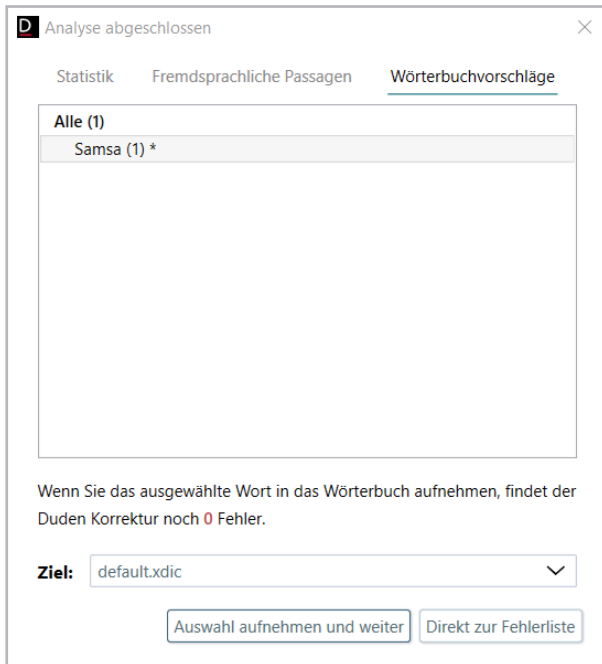 D Analyse abgeschlossen
Statistik Fremdsprachliche Passagen Wörterbuchvorschläge
Alle (1)
Samsa (1) *
Wenn Sie das ausgewählte Wort in das Wörterbuch aufnehmen, findet der
Duden Korrektur noch 0 Fehler.
Ziel: default.xdic
Auswahl aufnehmen und weiter Direkt zur Fehlerliste